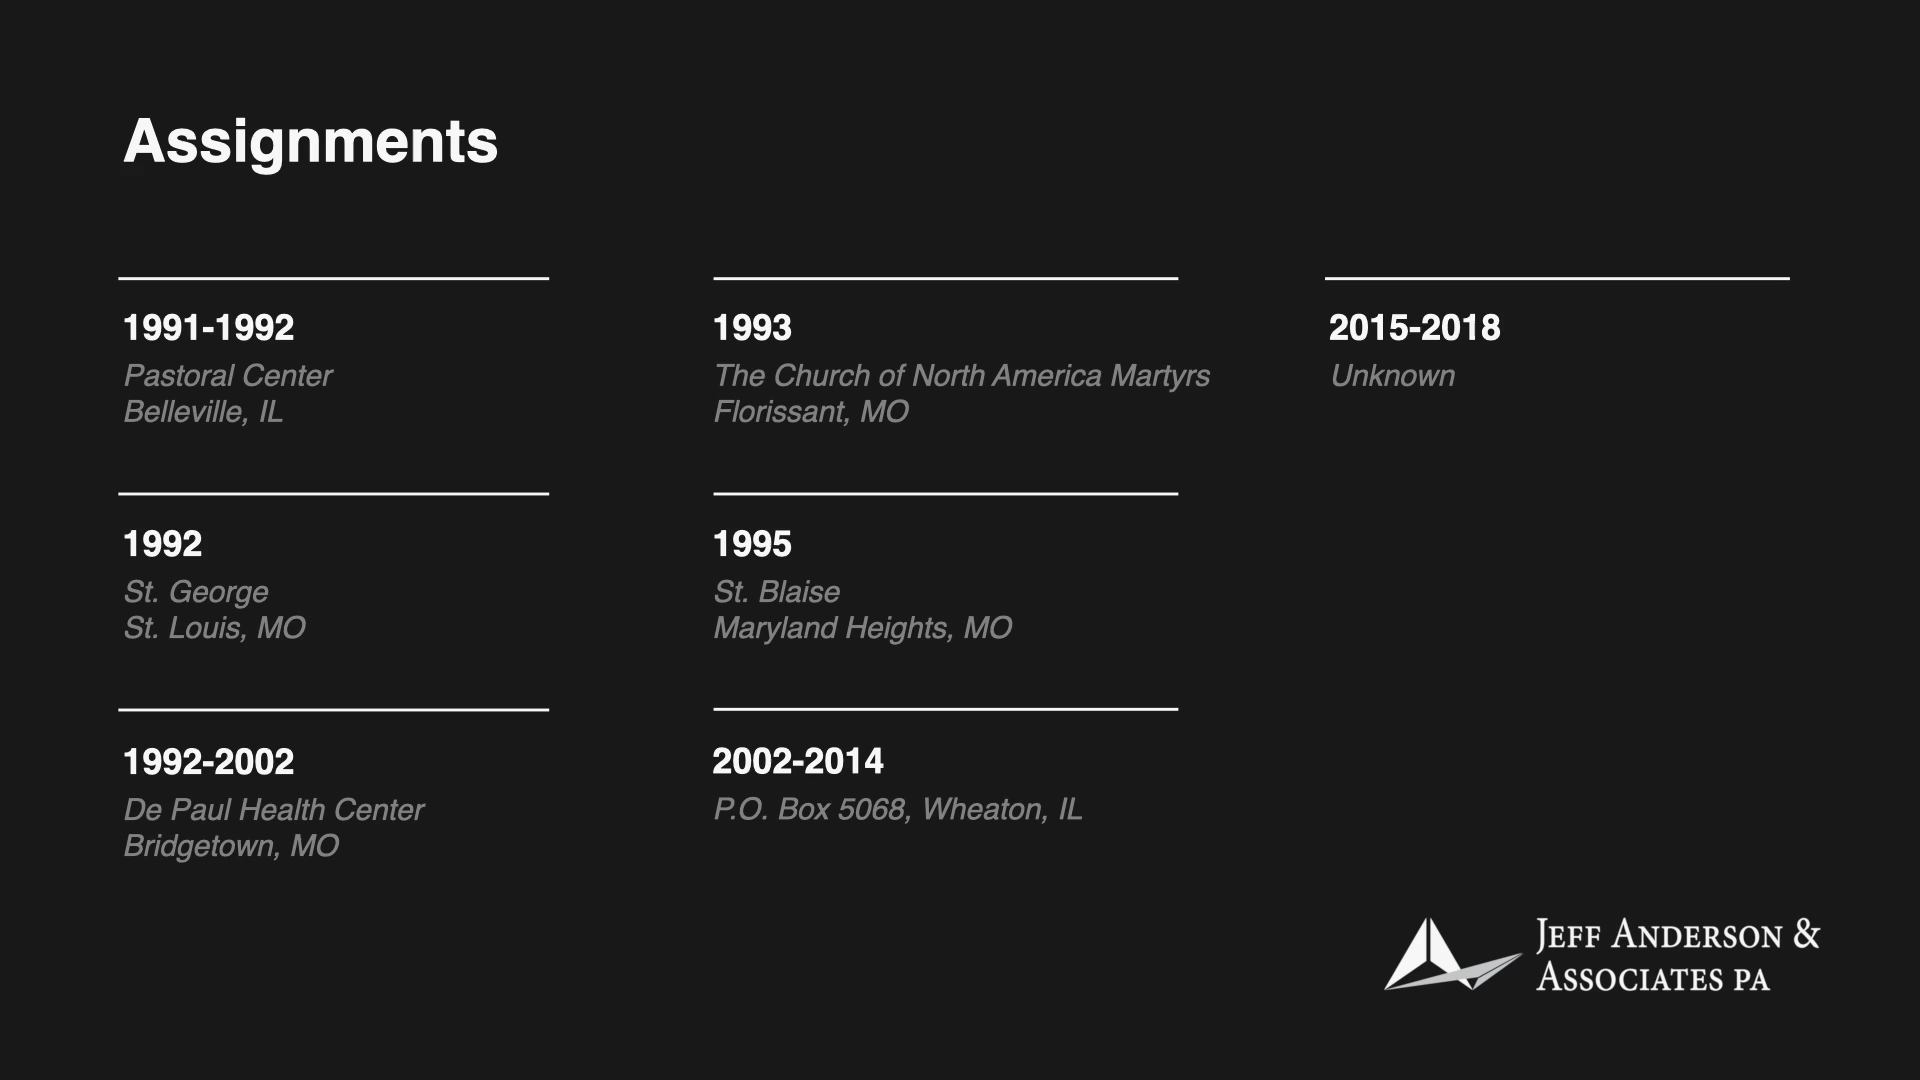 Assignments
1991-1992
Pastoral Center
Belleville, IL
1992
St. George
St. Louis, MO
1992-2002
De Paul Health Center
Bridgetown, MO
1993
The Church of North America Martyrs
Florissant, MO
1995
St. Blaise
Maryland Heights, MO
2002-2014
P.O. Box 5068, Wheaton, IL
2015-2018
Unknown
JEFF ANDERSON &
ASSOCIATES PA